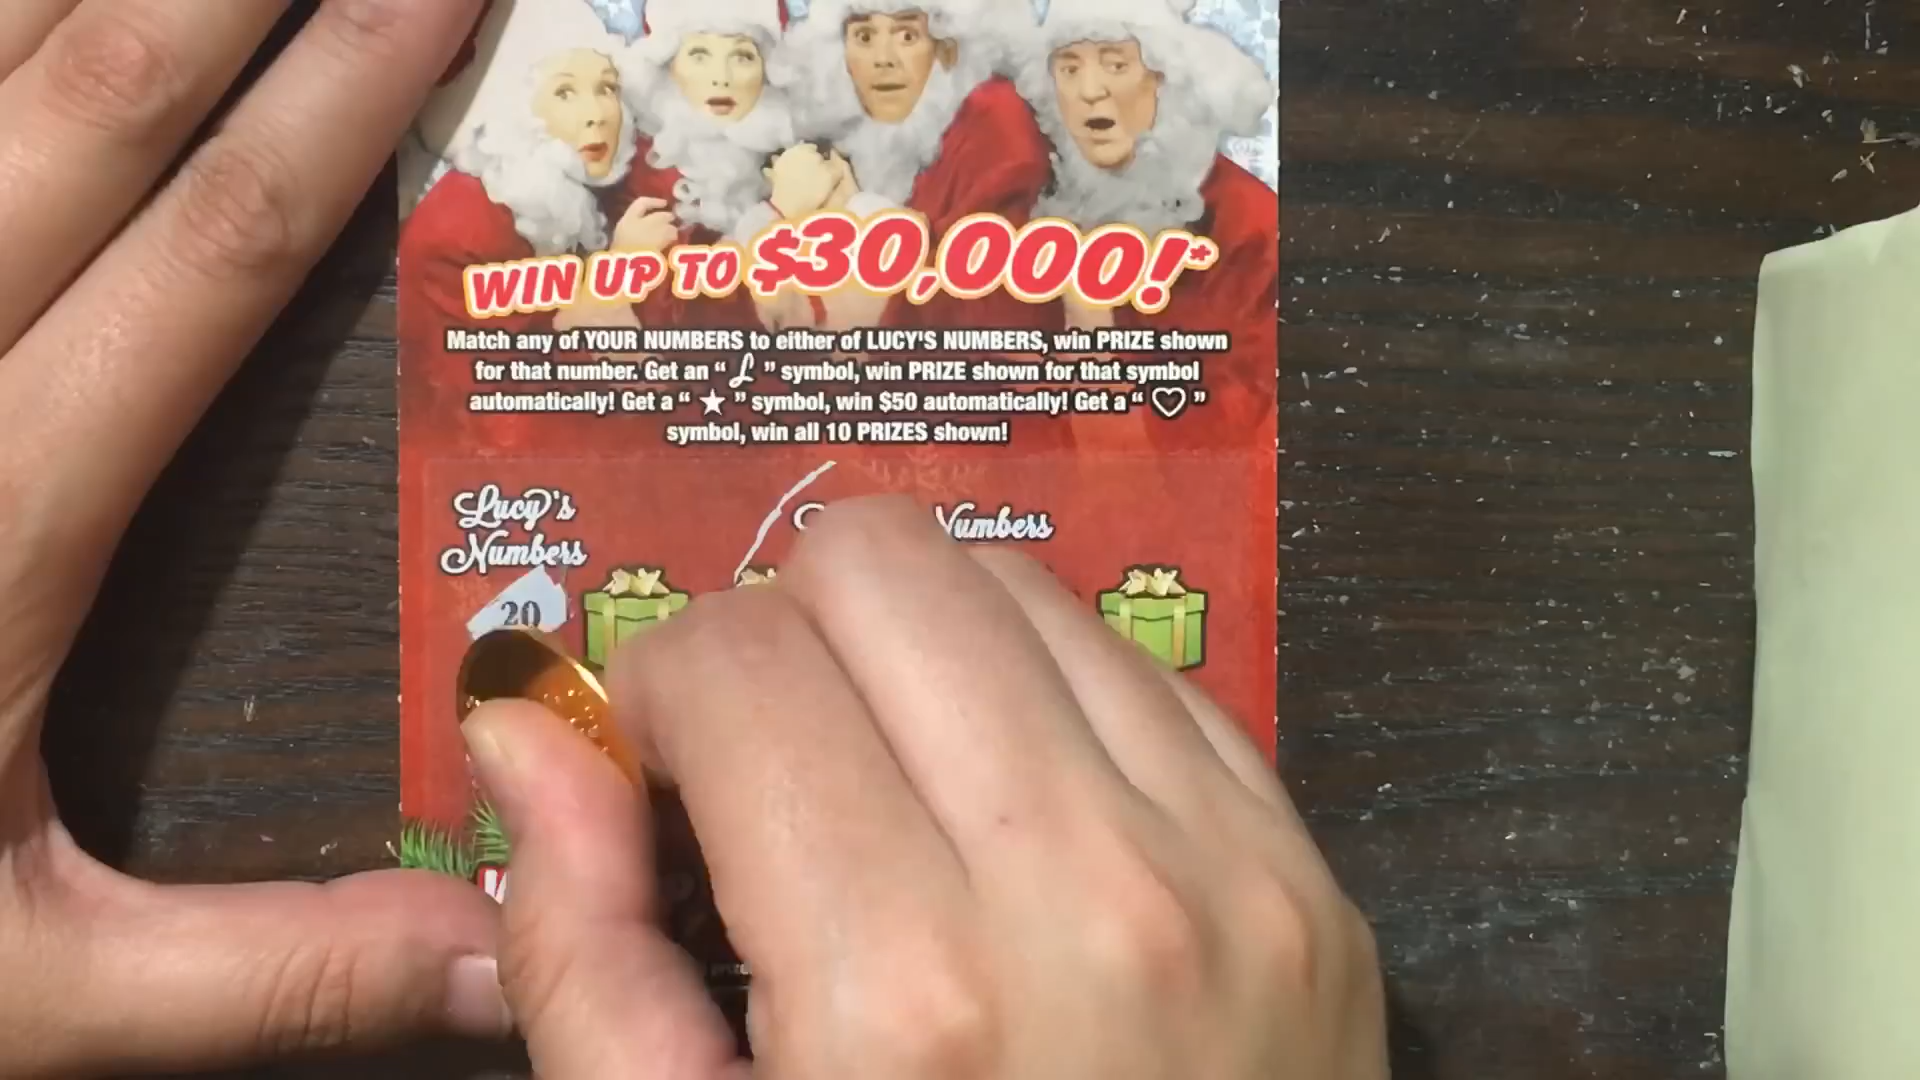 WIN UP TO $30,000!*
Match any of YOUR NUMBERS to either of LUCY'S NUMBERS, win PRIZE shown
for that number. Get an “ L ” symbol, win PRIZE shown for that symbol
automatically! Get a “ ★ ” symbol, win $50 automatically! Get a “ ♡ ”
symbol, win all 10 PRIZES shown!
Lucy's
Numbers
Numbers
20